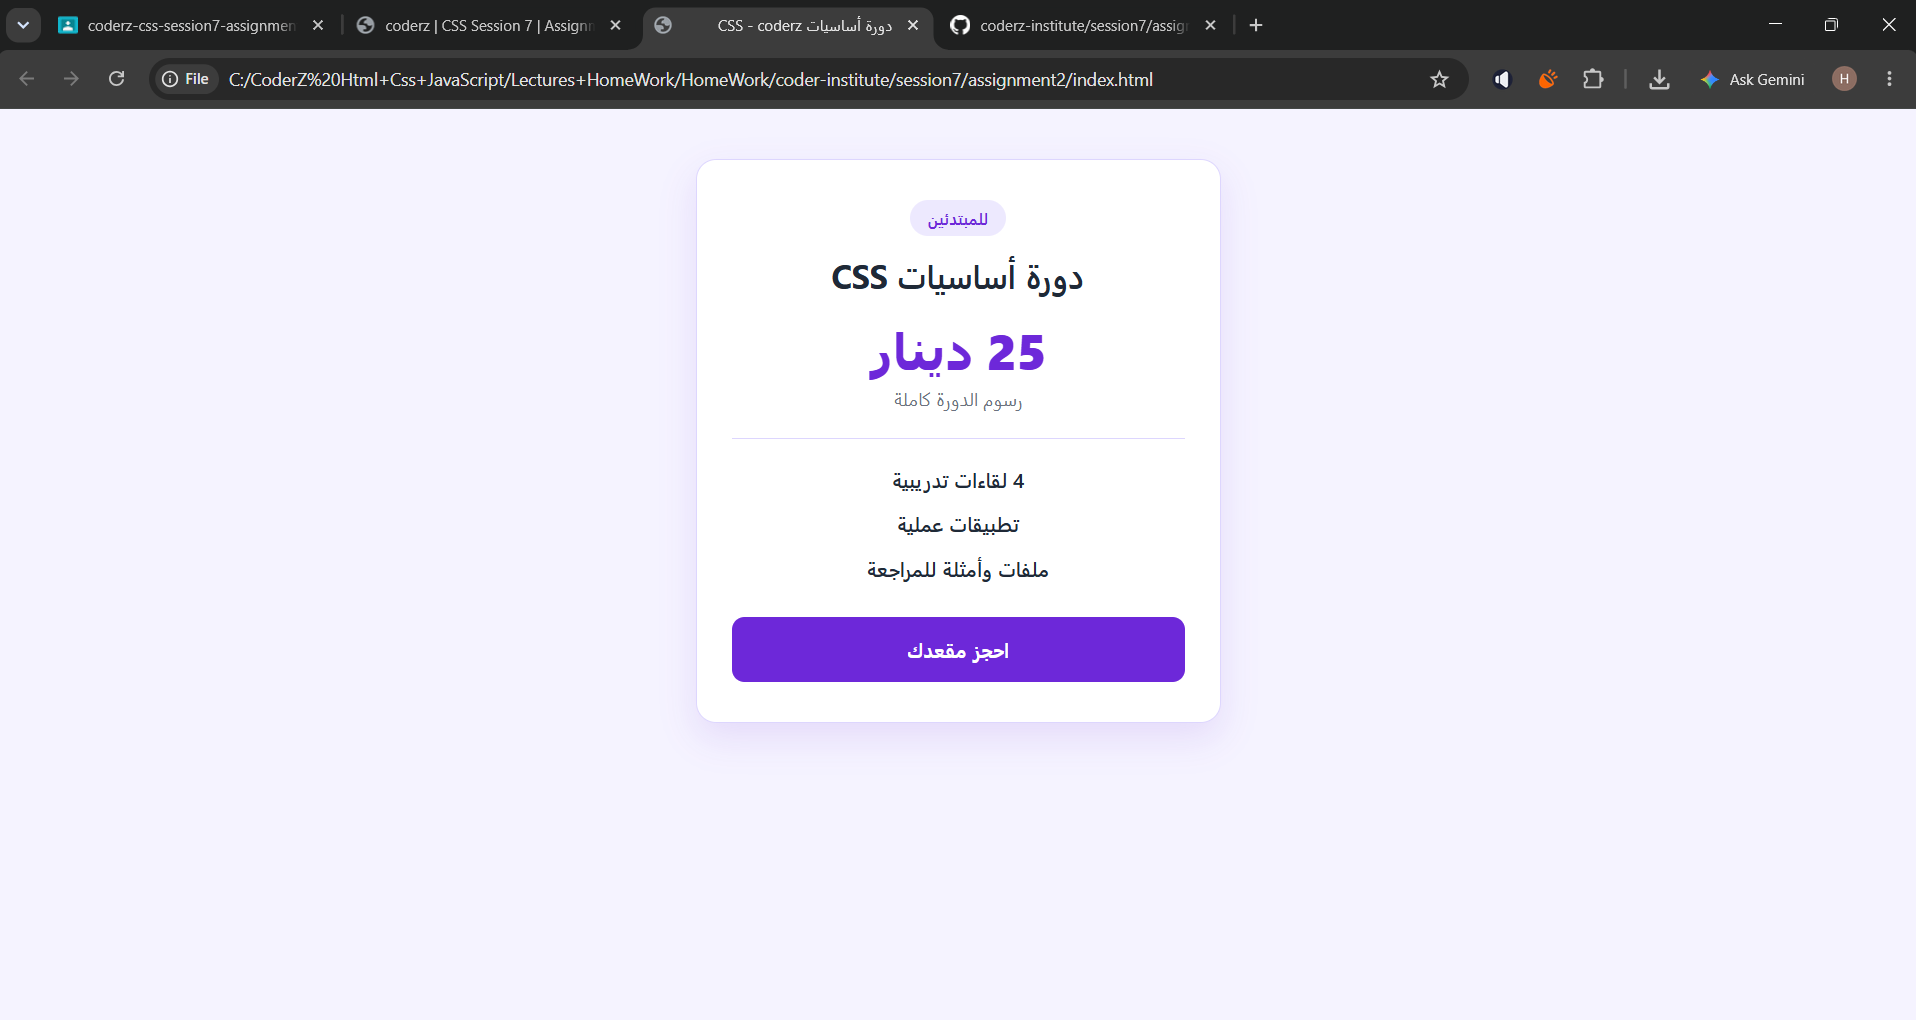 coderz-css-session7-assignmen
coderz | CSS Session 7 | Assignn
دورة أساسيات CSS - coderz
coderz-institute/session7/assig
File
C:/CoderZ%20Html+Css+JavaScript/Lectures+HomeWork/HomeWork/coder-institute/session7/assignment2/index.html
Ask Gemini
H
للمبتدئين
دورة أساسيات CSS
25 دينار
رسوم الدورة كاملة
4 لقاءات تدريبية
تطبيقات عملية
ملفات وأمثلة للمراجعة
احجز مقعدك